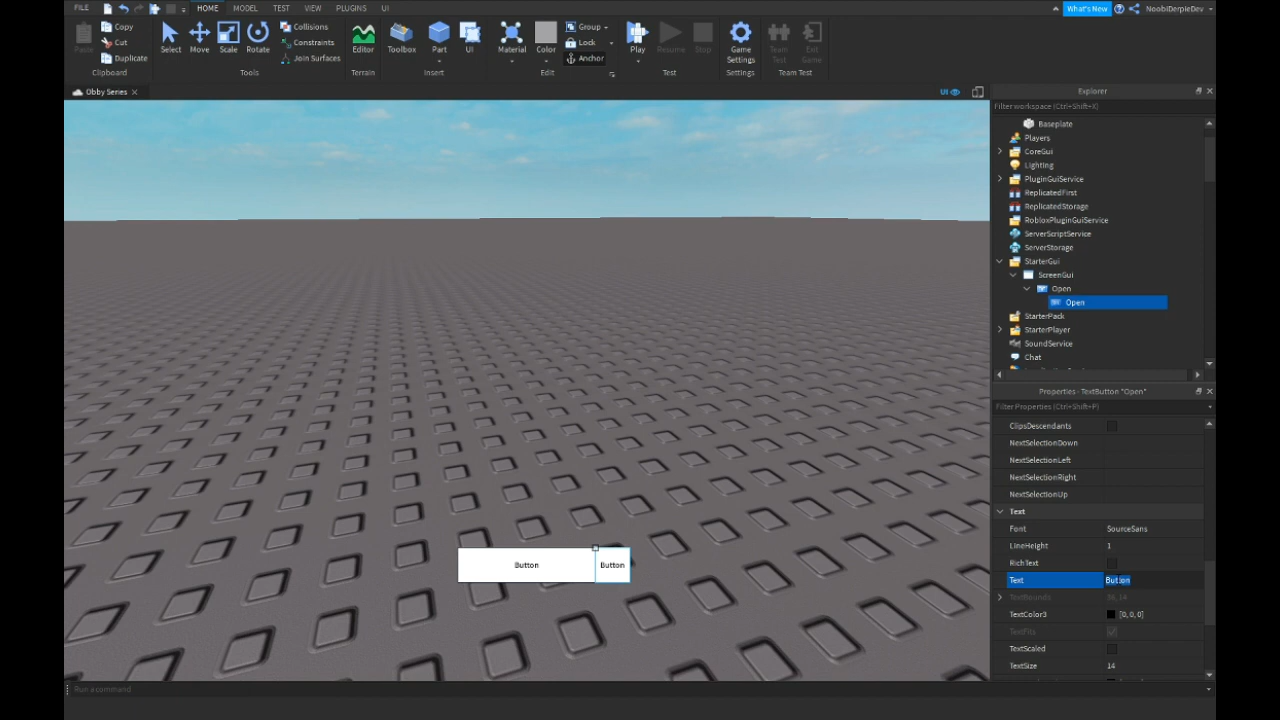 FILE HOME MODEL TEST VIEW PLUGINS UI What's New NoobiDerpieDev
Paste Copy Cut Duplicate Clipboard
Select Move Scale Rotate Collisions Constraints Join Surfaces Tools
Editor Terrain
Toolbox Part UI Insert
Material Color Group Lock Anchor Edit
Play Resume Stop Test
Game Settings Settings
Team Test Exit Game Team Test
Obby Series
UI
Button
Button
Run a command
Explorer
Filter workspace (Ctrl+Shift+X)
Baseplate
Players
CoreGui
Lighting
PluginGuiService
ReplicatedFirst
ReplicatedStorage
RobloxPluginGuiService
ServerScriptService
ServerStorage
StarterGui
ScreenGui
Open
Open
StarterPack
StarterPlayer
SoundService
Chat
Properties - TextButton "Open"
Filter Properties (Ctrl+Shift+P)
ClipsDescendants
NextSelectionDown
NextSelectionLeft
NextSelectionRight
NextSelectionUp
Text
Font SourceSans
LineHeight 1
RichText
Text Button
TextBounds
TextColor3 [0, 0, 0]
TextFits
TextScaled
TextSize 14